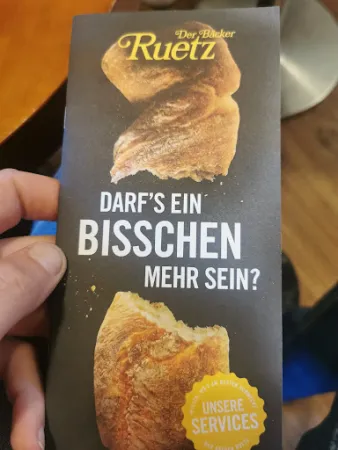 Der Bäcker
Ruetz
DARF'S EIN
BISSCHEN
MEHR SEIN?
UNSERE
SERVICES